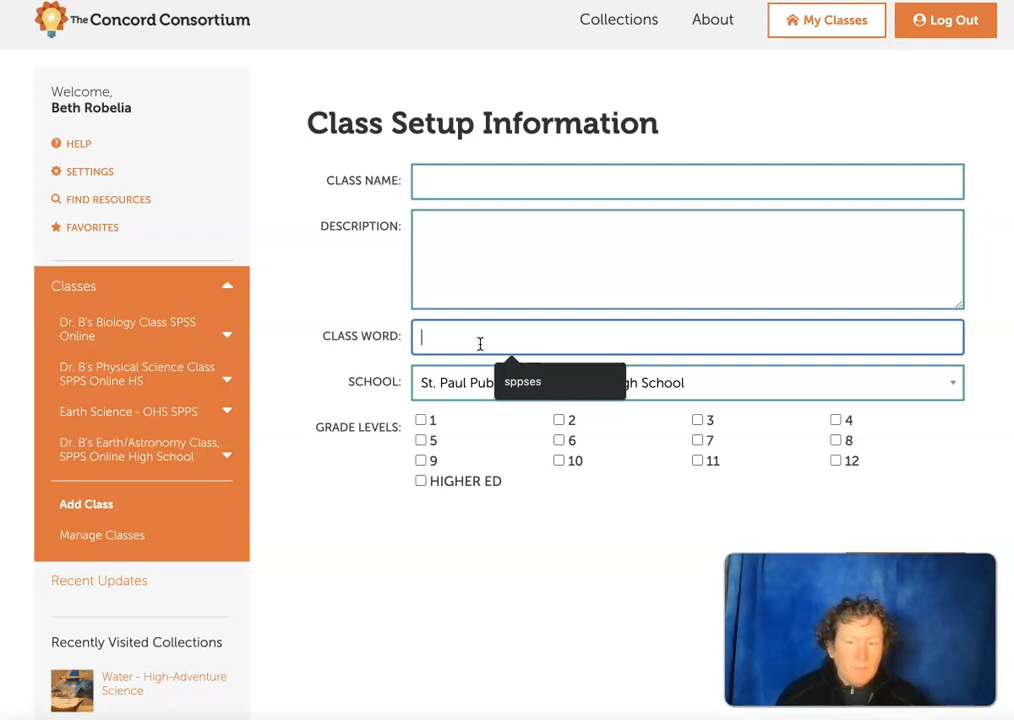 The Concord Consortium
Collections
About
My Classes
Log Out
Welcome,
Beth Robelia
HELP
SETTINGS
FIND RESOURCES
FAVORITES
Classes
Dr. B's Biology Class SPSS
Online
Dr. B's Physical Science Class
SPPS Online HS
Earth Science - OHS SPPS
Dr. B's Earth/Astronomy Class,
SPPS Online High School
Add Class
Manage Classes
Recent Updates
Recently Visited Collections
Water - High-Adventure
Science
Class Setup Information
CLASS NAME:
DESCRIPTION:
CLASS WORD:
sppses
SCHOOL:
St. Paul Pub gh School
GRADE LEVELS:
1 2 3 4
5 6 7 8
9 10 11 12
HIGHER ED